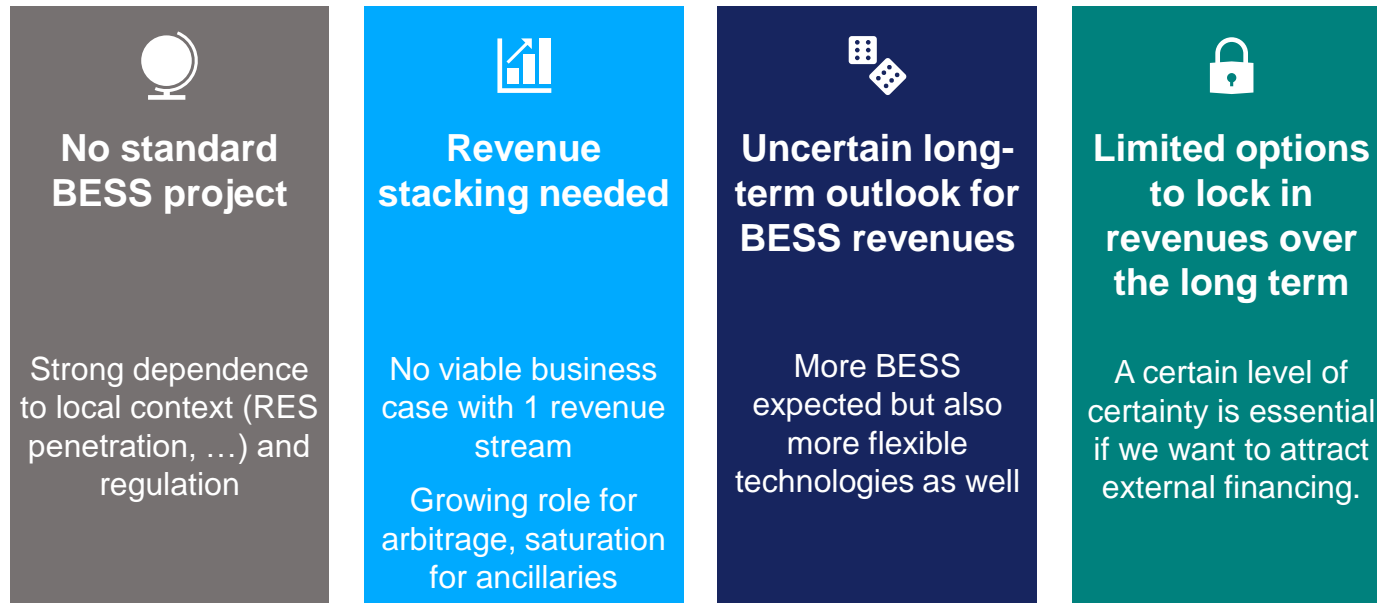 No standard
BESS project
Strong dependence
to local context (RES
penetration, …) and
regulation
Revenue
stacking needed
No viable business
case with 1 revenue
stream
Growing role for
arbitrage, saturation
for ancillaries
Uncertain long-
term outlook for
BESS revenues
More BESS
expected but also
more flexible
technologies as well
Limited options
to lock in
revenues over
the long term
A certain level of
certainty is essential
if we want to attract
external financing.